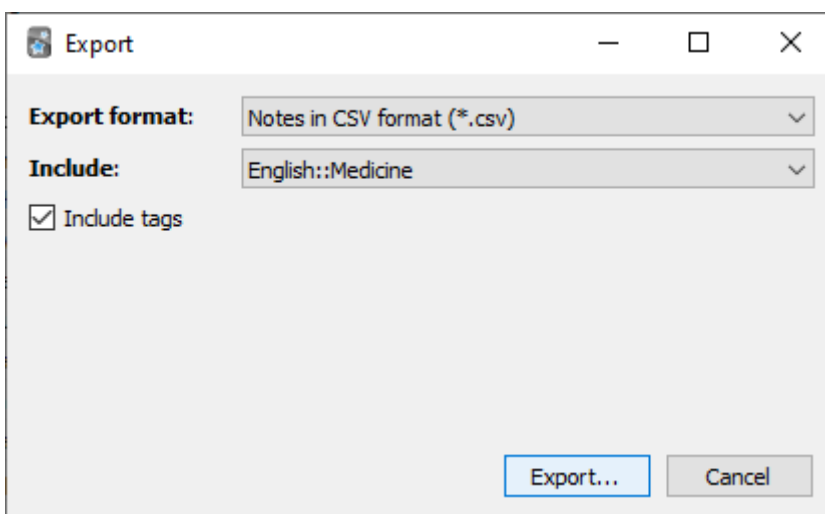 Export
Export format: Notes in CSV format (*.csv)
Include: English::Medicine
Include tags
Export... Cancel